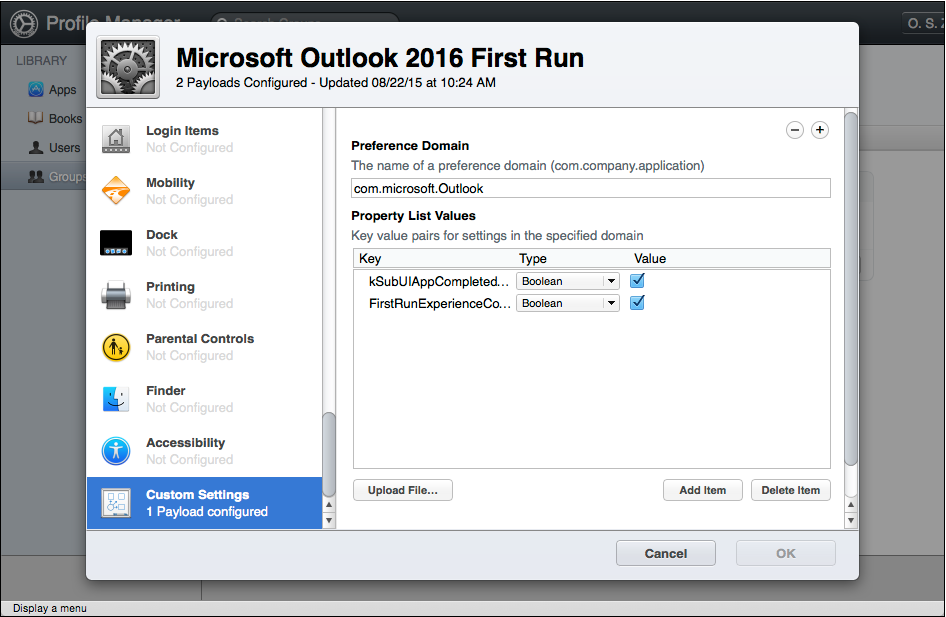 Profile Manager
Search Groups
O. S.
LIBRARY
Apps
Books
Users
Groups
Microsoft Outlook 2016 First Run
2 Payloads Configured - Updated 08/22/15 at 10:24 AM
Login Items
Not Configured
Mobility
Not Configured
Dock
Not Configured
Printing
Not Configured
Parental Controls
Not Configured
Finder
Not Configured
Accessibility
Not Configured
Custom Settings
1 Payload configured
Preference Domain
The name of a preference domain (com.company.application)
com.microsoft.Outlook
Property List Values
Key value pairs for settings in the specified domain
Key Type Value
kSubUIAppCompleted... Boolean
FirstRunExperienceCo... Boolean
Upload File... Add Item Delete Item
Cancel OK
Display a menu